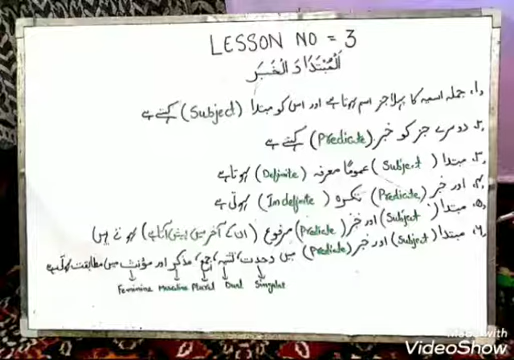 LESSON NO = 3
اَلْمُبْتَدَا وَ الْخَبَر
۱۔ جملہ اسمیہ کا پہلا جز اسم ہوتا ہے اور اس کو مبتدا (Subject) کہتے ہے
۲۔ دوسرے جز کو خبر (Predicate) کہتے ہے
۳۔ مبتدا (Subject) عموماً معرفہ (Definite) ہوتا ہے
۴۔ اور خبر (Predicate) نکرہ (Indefinite) ہوتی ہے
۵۔ مبتدا (Subject) اور خبر (Predicate) مرفوع (ان کے آخر میں پیش آتا ہے) ہوتے ہیں
۶۔ مبتدا (Subject) اور خبر (Predicate) میں وحدت، تثنیہ، جمع، مذکر اور مؤنث میں مطابقت ہوتی ہے
Feminine Masculine Plural Dual Singular
Made with
VideoShow